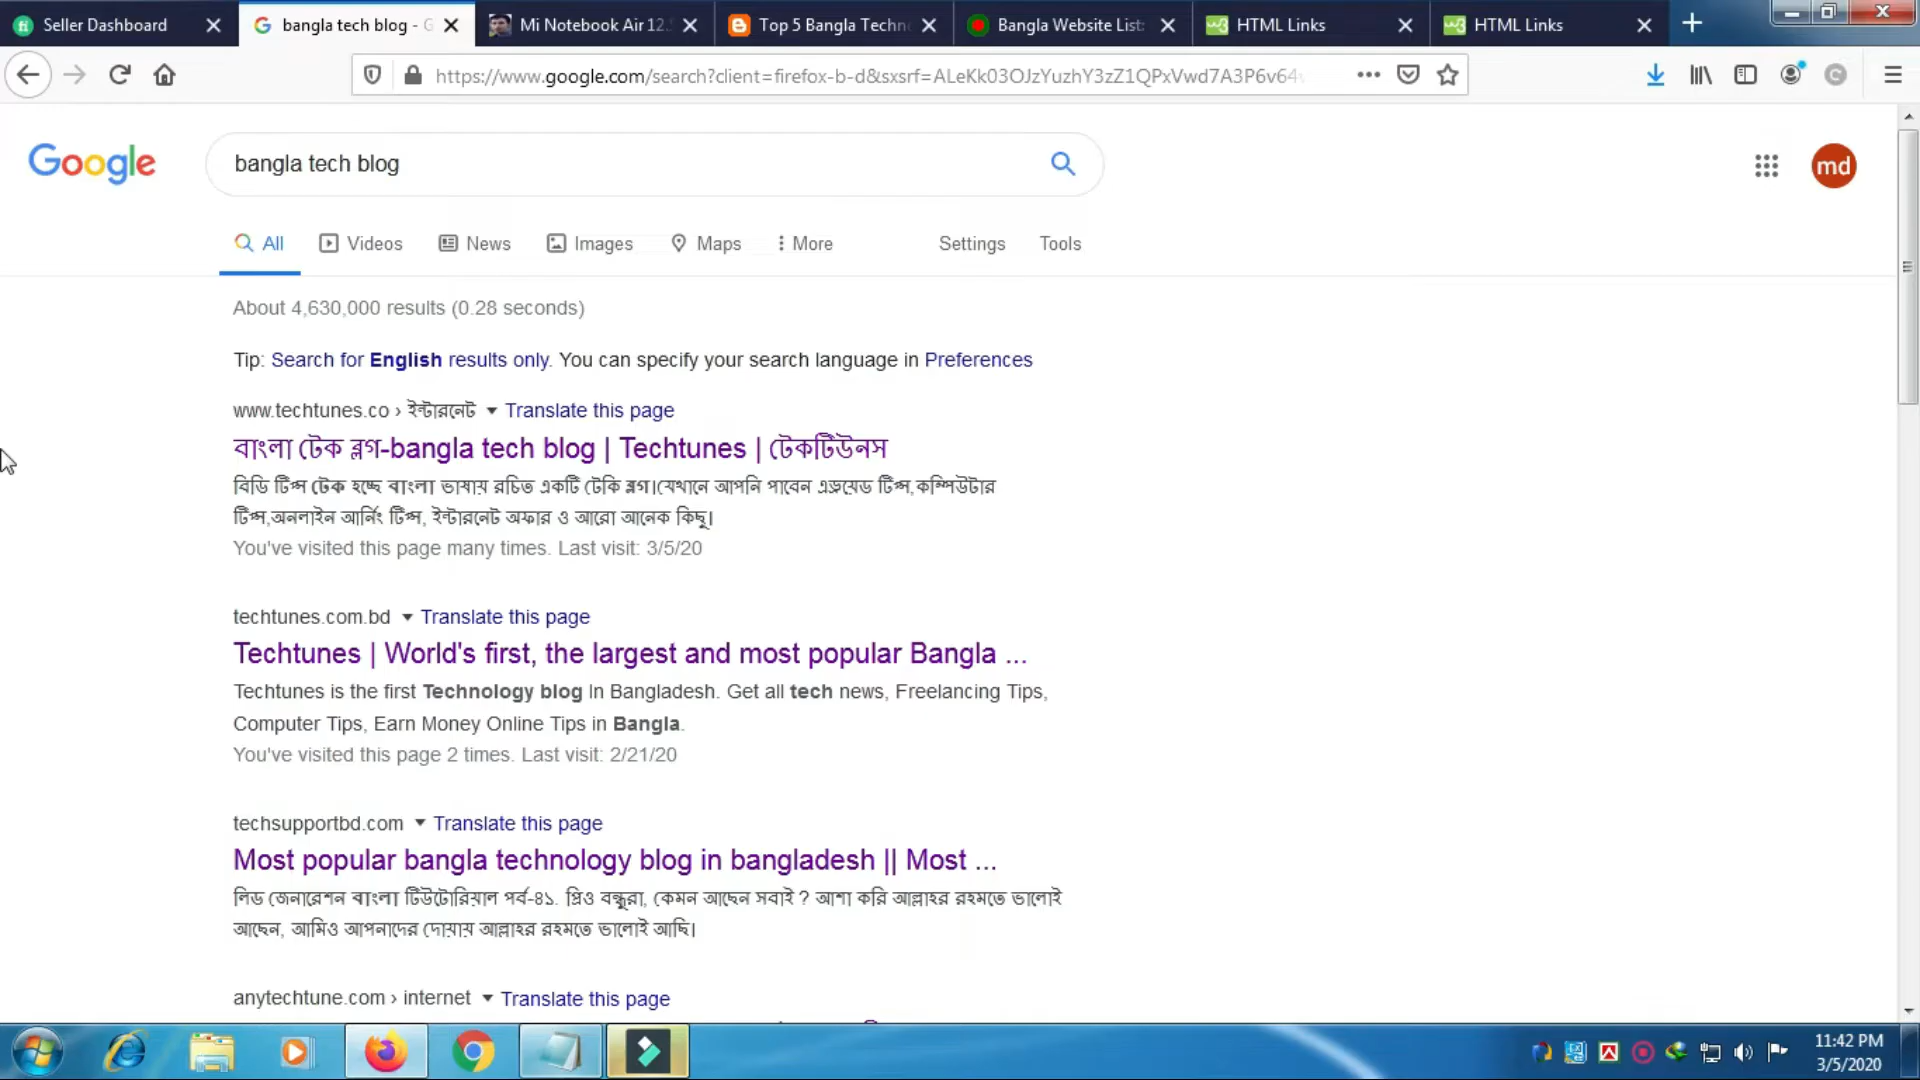 Seller Dashboard
bangla tech blog - G
Mi Notebook Air 12.
Top 5 Bangla Techn
Bangla Website List
HTML Links
HTML Links
https://www.google.com/search?client=firefox-b-d&sxsrf=ALeKk03OJzYuzhY3zZ1QPxVwd7A3P6v64
Google
bangla tech blog
md
All
Videos
News
Images
Maps
More
Settings
Tools
About 4,630,000 results (0.28 seconds)
Tip: Search for English results only. You can specify your search language in Preferences
www.techtunes.co › ইন্টারনেট
Translate this page
বাংলা টেক ব্লগ-bangla tech blog | Techtunes | টেকটিউনস
বিডি টিপ্স টেক হচ্ছে বাংলা ভাষায় রচিত একটি টেকি ব্লগ।যেখানে আপনি পাবেন এন্ড্রয়েড টিপ্স,কম্পিউটার
টিপ্স,অনলাইন আর্নিং টিপ্স, ইন্টারনেট অফার ও আরো আনেক কিছু।
You've visited this page many times. Last visit: 3/5/20
techtunes.com.bd
Translate this page
Techtunes | World's first, the largest and most popular Bangla ...
Techtunes is the first Technology blog In Bangladesh. Get all tech news, Freelancing Tips,
Computer Tips, Earn Money Online Tips in Bangla.
You've visited this page 2 times. Last visit: 2/21/20
techsupportbd.com
Translate this page
Most popular bangla technology blog in bangladesh || Most ...
লিড জেনারেশন বাংলা টিউটোরিয়াল পর্ব-৪১. প্রিও বন্ধুরা, কেমন আছেন সবাই ? আশা করি আল্লাহর রহমতে ভালোই
আছেন, আমিও আপনাদের দোয়ায় আল্লাহর রহমতে ভালোই আছি।
anytechtune.com › internet
Translate this page
11:42 PM
3/5/2020